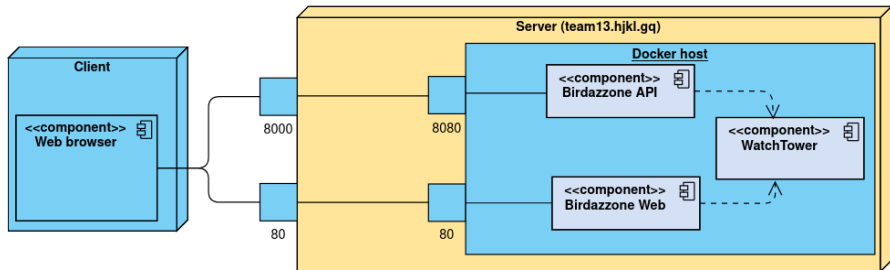 Server (team13.hjkl.gq)
Client
Docker host
<<component>>
Birdazzone API
<<component>>
Web browser
8000
8080
<<component>>
WatchTower
<<component>>
Birdazzone Web
80
80